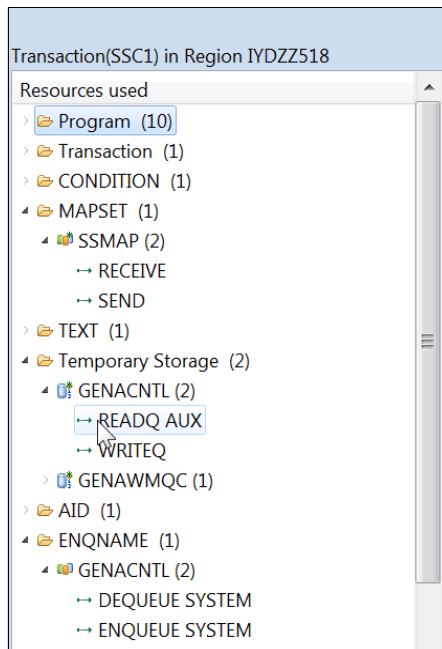 Transaction(SSC1) in Region IYDZZ518
Resources used
Program (10)
Transaction (1)
CONDITION (1)
MAPSET (1)
SSMAP (2)
RECEIVE
SEND
TEXT (1)
Temporary Storage (2)
GENACNTL (2)
READQ AUX
WRITEQ
GENAWMQC (1)
AID (1)
ENQNAME (1)
GENACNTL (2)
DEQUEUE SYSTEM
ENQUEUE SYSTEM